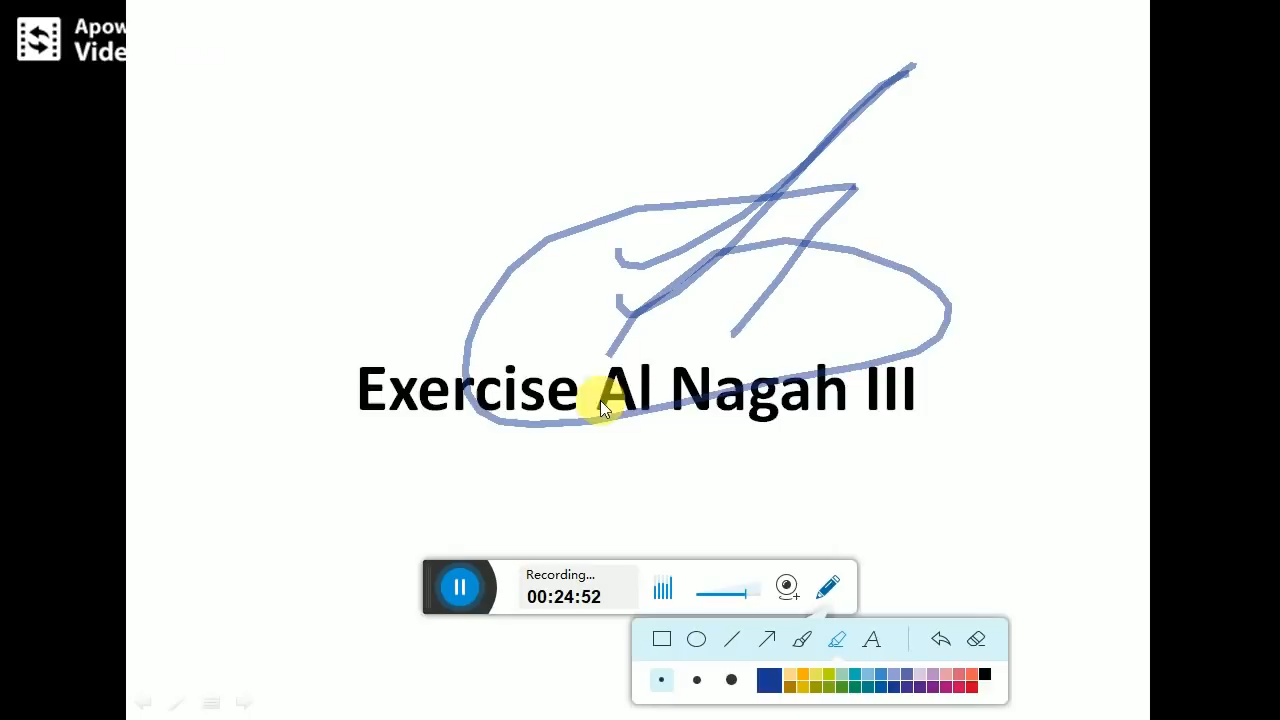 Apow
Vide
Exercise Al Nagah III
Recording...
00:24:52
A